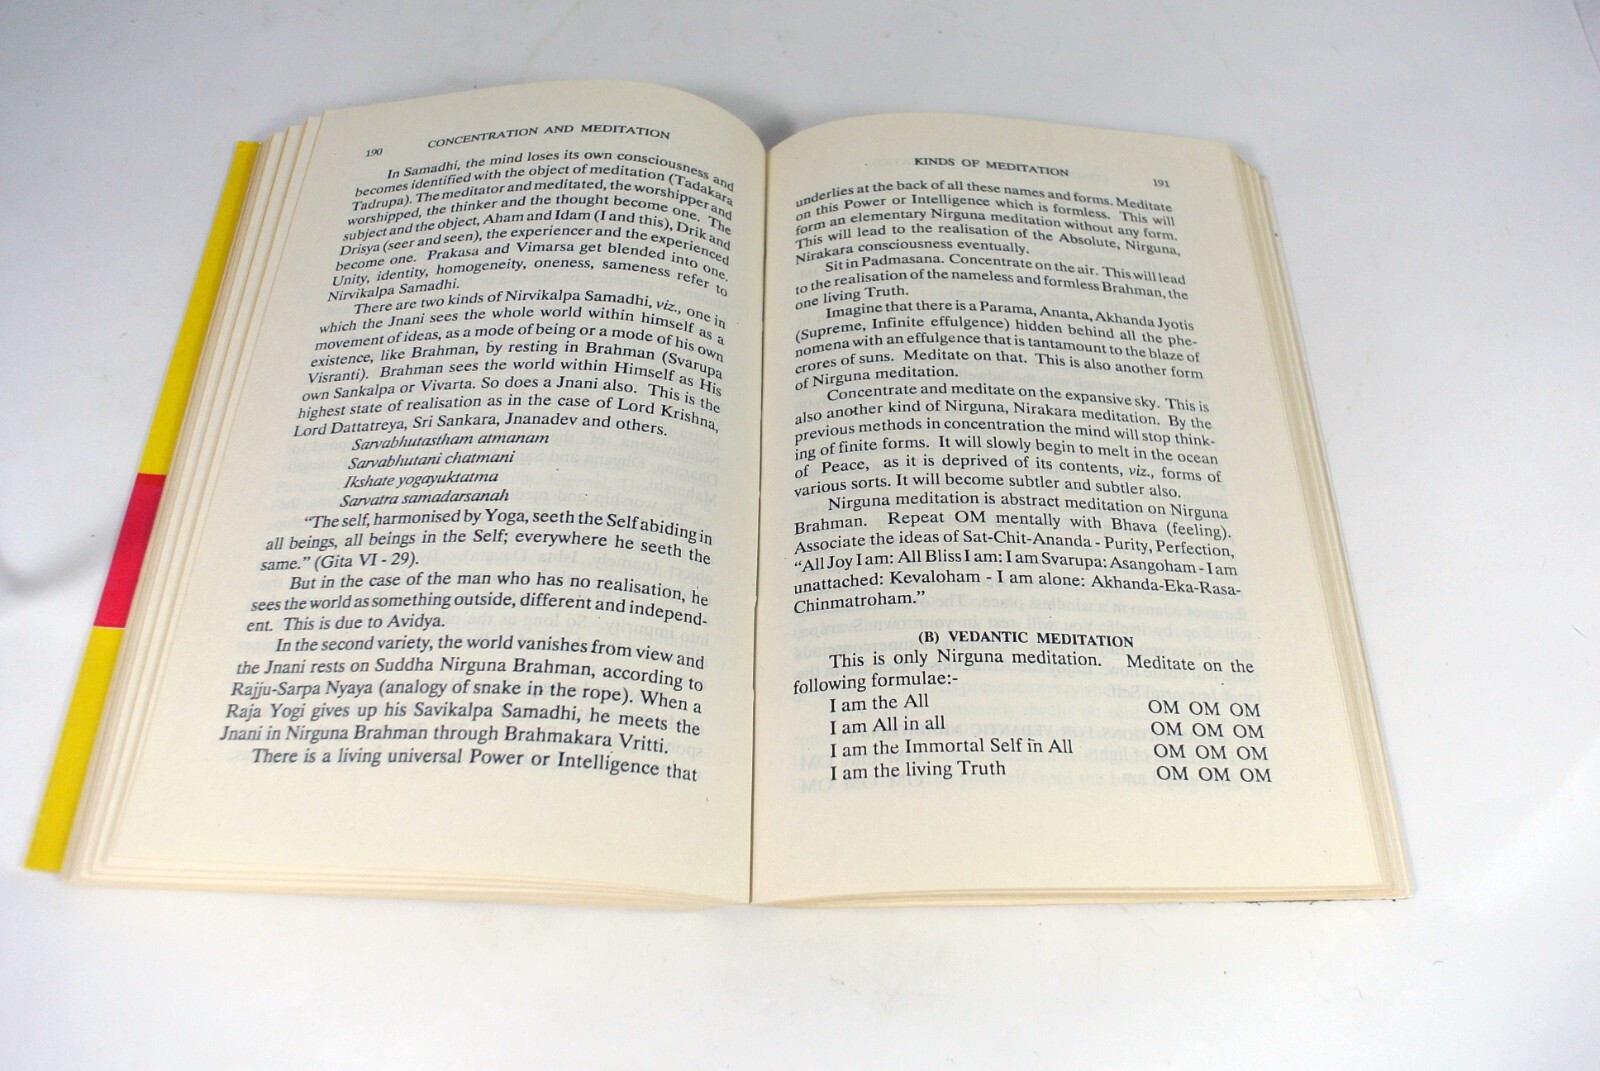 190
CONCENTRATION AND MEDITATION
In Samadhi, the mind loses its own consciousness and
becomes identified with the object of meditation (Tadakara
Tadrupa). The meditator and meditated, the worshipper and
worshipped, the thinker and the thought become one. The
subject and the object, Aham and Idam (I and this), Drik and
Drisya (seer and seen), the experiencer and the experienced
become one. Prakasa and Vimarsa get blended into one.
Unity, identity, homogeneity, oneness, sameness refer to
Nirvikalpa Samadhi.
There are two kinds of Nirvikalpa Samadhi, viz., one in
which the Jnani sees the whole world within himself as a
movement of ideas, as a mode of being or a mode of his own
existence, like Brahman, by resting in Brahman (Svarupa
Visranti). Brahman sees the world within Himself as His
own Sankalpa or Vivarta. So does a Jnani also. This is the
highest state of realisation as in the case of Lord Krishna,
Lord Dattatreya, Sri Sankara, Jnanadev and others.
Sarvabhutastham atmanam
Sarvabhutani chatmani
Ikshate yogayuktatma
Sarvatra samadarsanah
“The self, harmonised by Yoga, seeth the Self abiding in
all beings, all beings in the Self; everywhere he seeth the
same.” (Gita VI - 29).
But in the case of the man who has no realisation, he
sees the world as something outside, different and independ-
ent. This is due to Avidya.
In the second variety, the world vanishes from view and
the Jnani rests on Suddha Nirguna Brahman, according to
Rajju-Sarpa Nyaya (analogy of snake in the rope). When a
Raja Yogi gives up his Savikalpa Samadhi, he meets the
Jnani in Nirguna Brahman through Brahmakara Vritti.
There is a living universal Power or Intelligence that
KINDS OF MEDITATION
191
underlies at the back of all these names and forms. Meditate
on this Power or Intelligence which is formless. This will
form an elementary Nirguna meditation without any form.
This will lead to the realisation of the Absolute, Nirguna,
Nirakara consciousness eventually.
Sit in Padmasana. Concentrate on the air. This will lead
to the realisation of the nameless and formless Brahman, the
one living Truth.
Imagine that there is a Parama, Ananta, Akhanda Jyotis
(Supreme, Infinite effulgence) hidden behind all the phe-
nomena with an effulgence that is tantamount to the blaze of
crores of suns. Meditate on that. This is also another form
of Nirguna meditation.
Concentrate and meditate on the expansive sky. This is
also another kind of Nirguna, Nirakara meditation. By the
previous methods in concentration the mind will stop think-
ing of finite forms. It will slowly begin to melt in the ocean
of Peace, as it is deprived of its contents, viz., forms of
various sorts. It will become subtler and subtler also.
Nirguna meditation is abstract meditation on Nirguna
Brahman. Repeat OM mentally with Bhava (feeling).
Associate the ideas of Sat-Chit-Ananda - Purity, Perfection,
“All Joy I am: All Bliss I am: I am Svarupa: Asangoham - I am
unattached: Kevaloham - I am alone: Akhanda-Eka-Rasa-
Chinmatroham.”
(B) VEDANTIC MEDITATION
This is only Nirguna meditation. Meditate on the
following formulae:-
I am the All OM OM OM
I am All in all OM OM OM
I am the Immortal Self in All OM OM OM
I am the living Truth OM OM OM